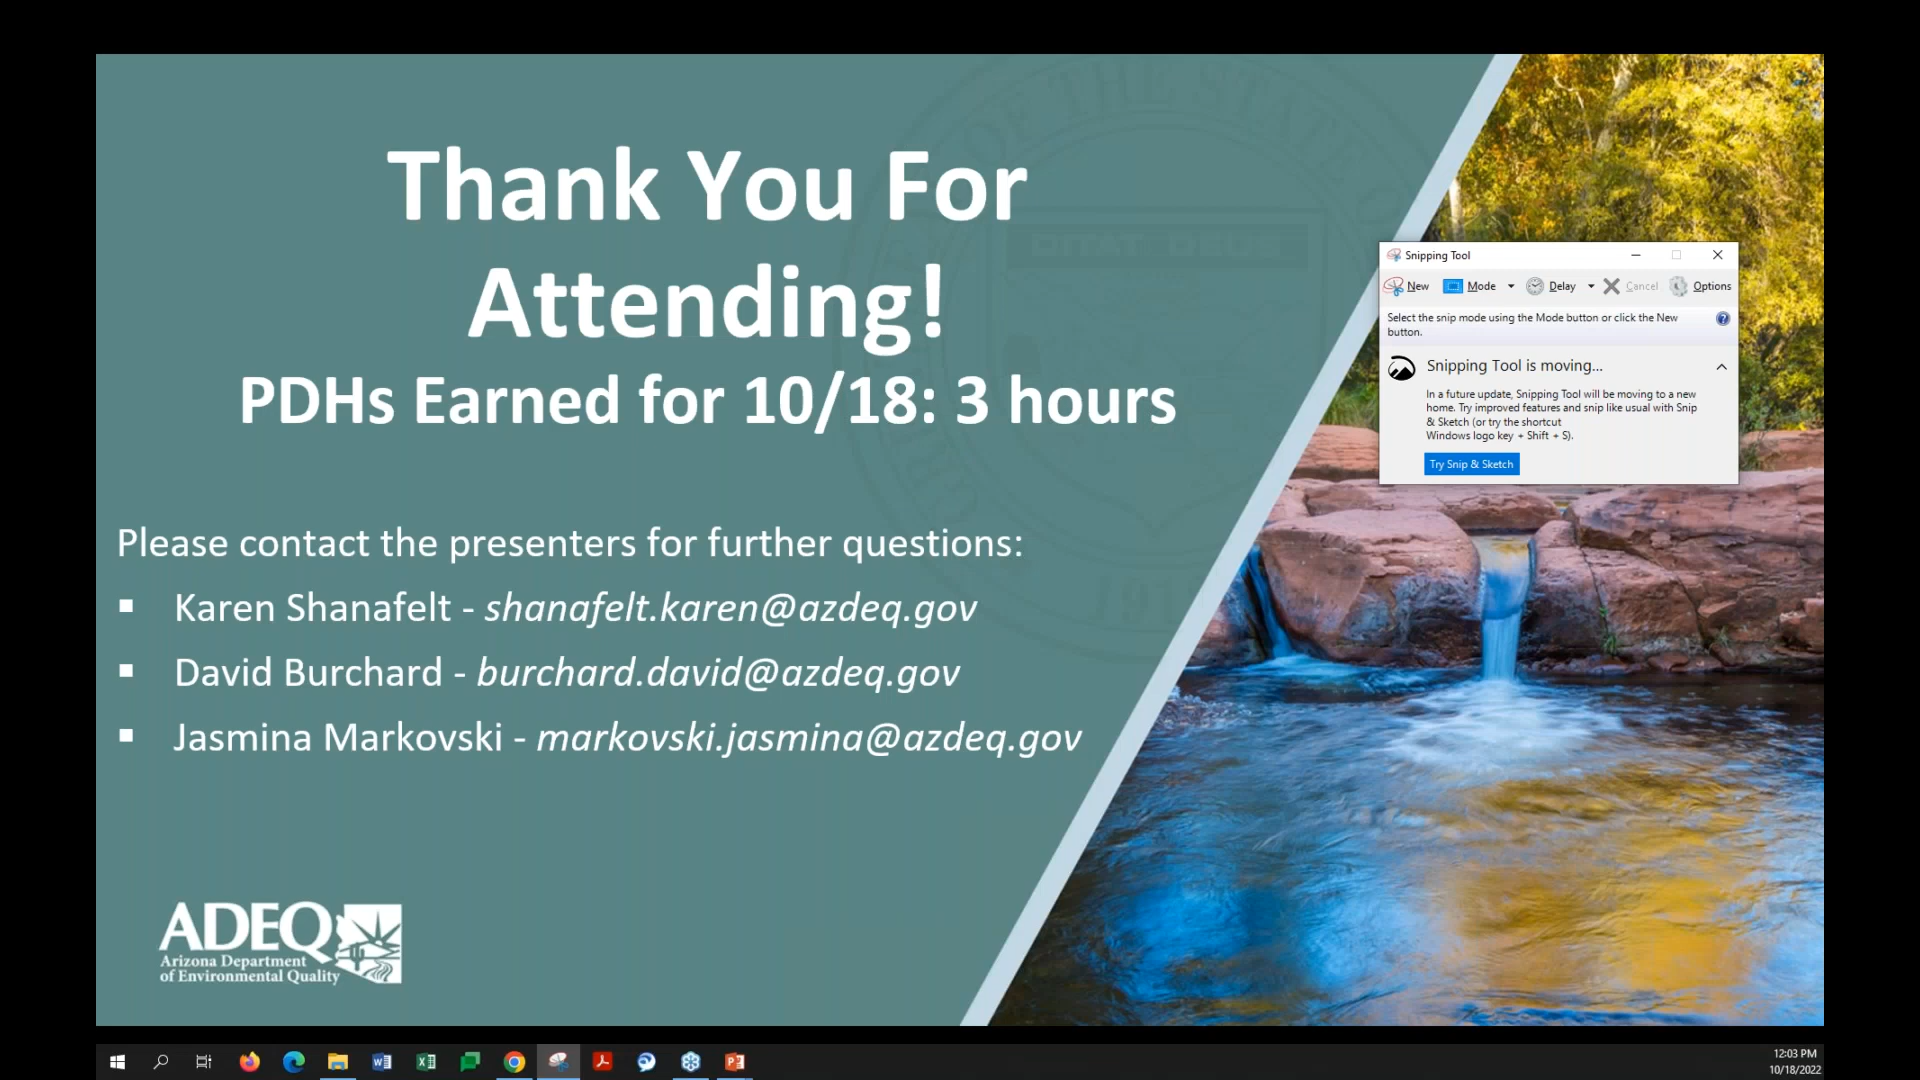 Thank You For
Attending!
PDHs Earned for 10/18: 3 hours
Please contact the presenters for further questions:
▪ Karen Shanafelt - shanafelt.karen@azdeq.gov
▪ David Burchard - burchard.david@azdeq.gov
▪ Jasmina Markovski - markovski.jasmina@azdeq.gov
ADEQ
Arizona Department
of Environmental Quality
DITAT DEUS
Snipping Tool
New Mode Delay Cancel Options
Select the snip mode using the Mode button or click the New
button.
Snipping Tool is moving...
In a future update, Snipping Tool will be moving to a new
home. Try improved features and snip like usual with Snip
& Sketch (or try the shortcut
Windows logo key + Shift + S).
Try Snip & Sketch
12:03 PM
10/18/2022